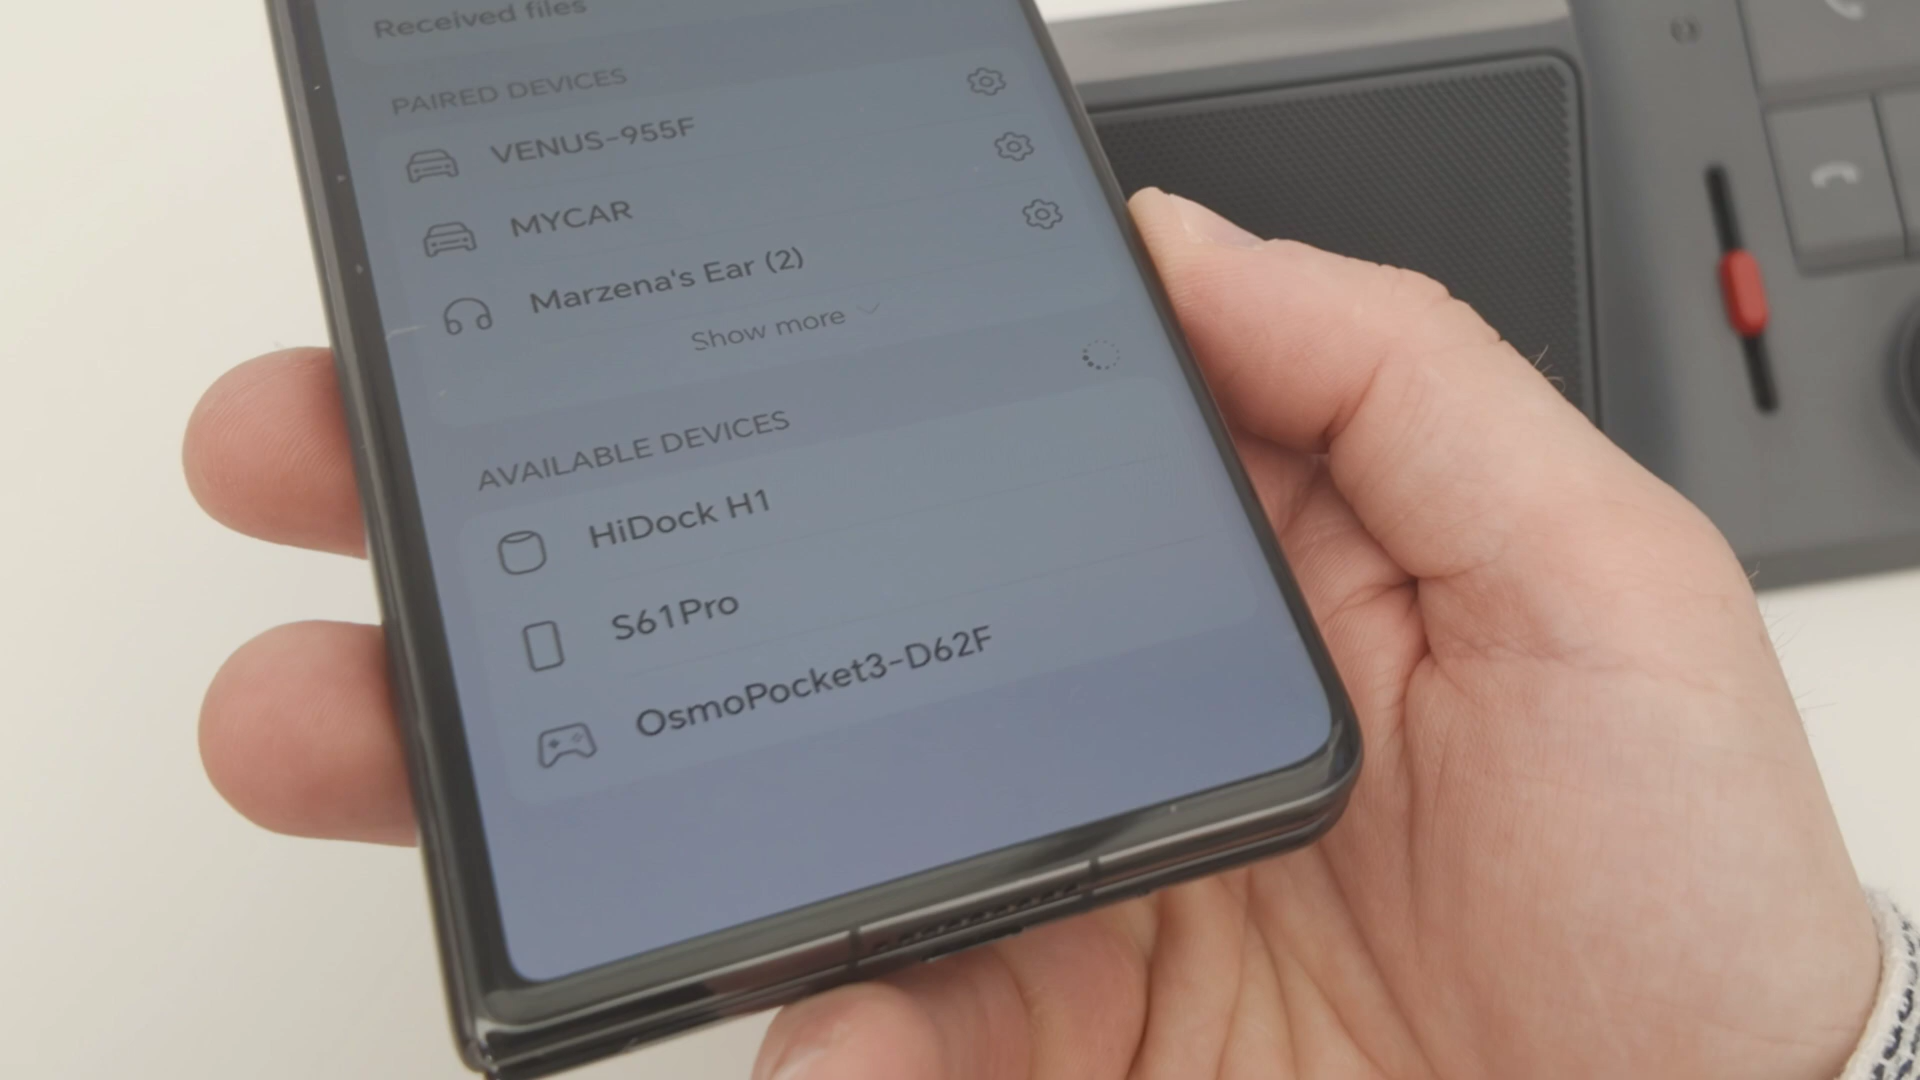 Received files
PAIRED DEVICES
VENUS-955F
MYCAR
Marzena's Ear (2)
Show more
AVAILABLE DEVICES
HiDock H1
S61Pro
OsmoPocket3-D62F